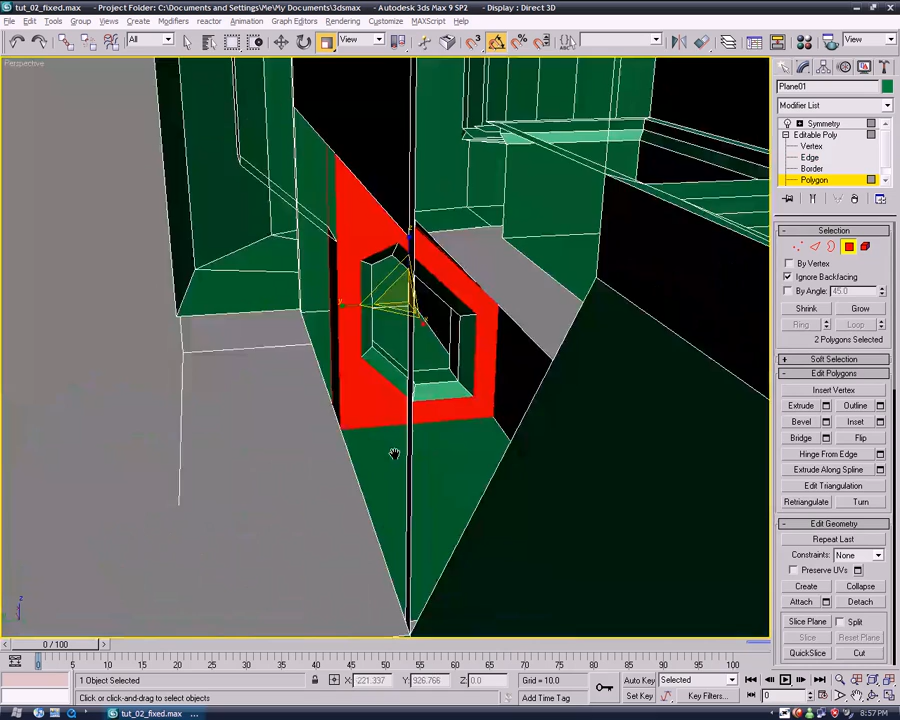 tut_02_fixed.max - Project Folder: C:\Documents and Settings\Me\My Documents\3dsmax - Autodesk 3ds Max 9 SP2 - Display : Direct 3D
File Edit Tools Group Views Create Modifiers reactor Animation Graph Editors Rendering Customize MAXScript Help
All View View
Perspective
Plane01
Modifier List
Symmetry
Editable Poly
Vertex
Edge
Border
Polygon
Selection
By Vertex
Ignore Backfacing
By Angle: 45.0
Shrink Grow
Ring Loop
2 Polygons Selected
Soft Selection
Edit Polygons
Insert Vertex
Extrude Outline
Bevel Inset
Bridge Flip
Hinge From Edge
Extrude Along Spline
Edit Triangulation
Retriangulate Turn
Edit Geometry
Repeat Last
Constraints: None
Preserve UVs
Create Collapse
Attach Detach
Slice Plane Split
Slice Reset Plane
QuickSlice Cut
0 / 100
0 5 10 15 20 25 30 35 40 45 50 55 60 65 70 75 80 85 90 95 100
1 Object Selected X: -221.337 Y: 926.766 Z: 0.0 Grid = 10.0 Auto Key Selected
Click or click-and-drag to select objects Add Time Tag Set Key Key Filters... 0
tut_02_fixed.max ... 8:57 PM